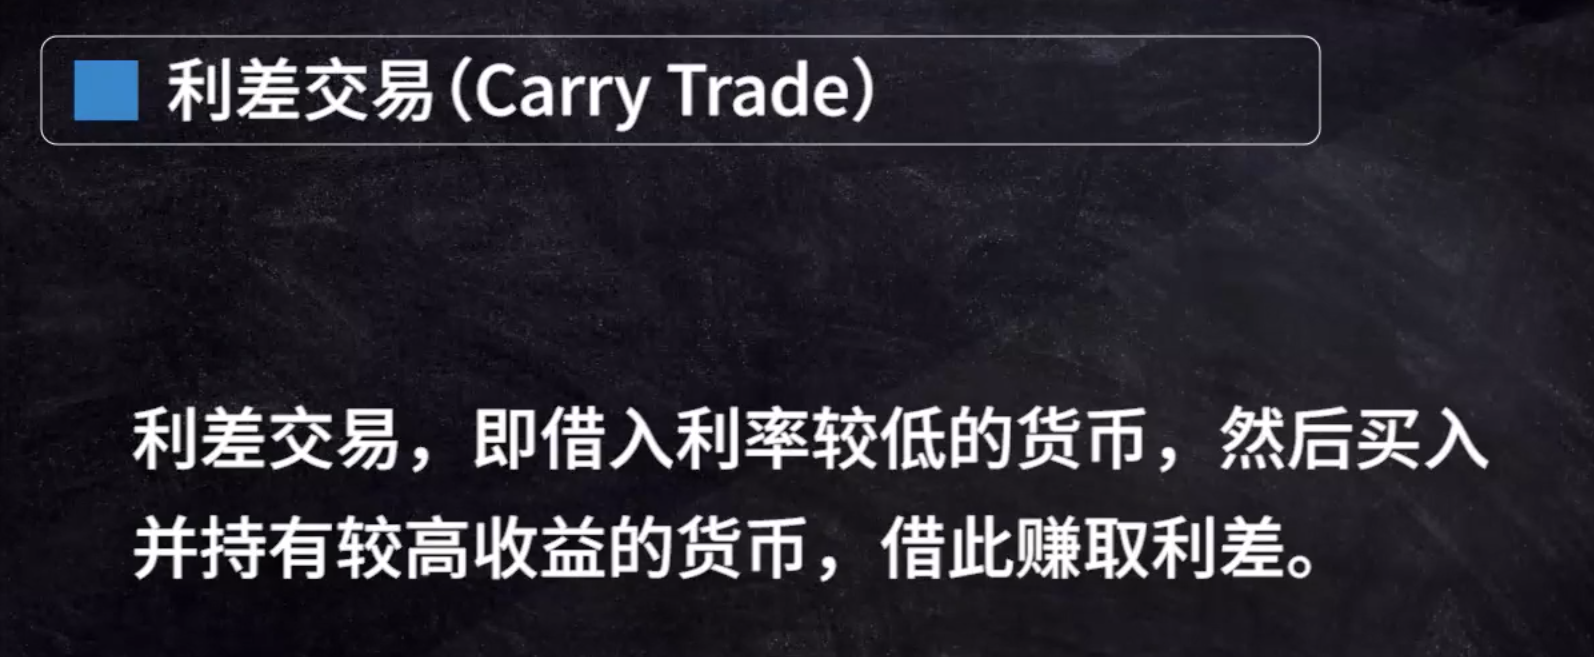 利差交易（Carry Trade）
利差交易，即借入利率较低的货币，然后买入
并持有较高收益的货币，借此赚取利差。